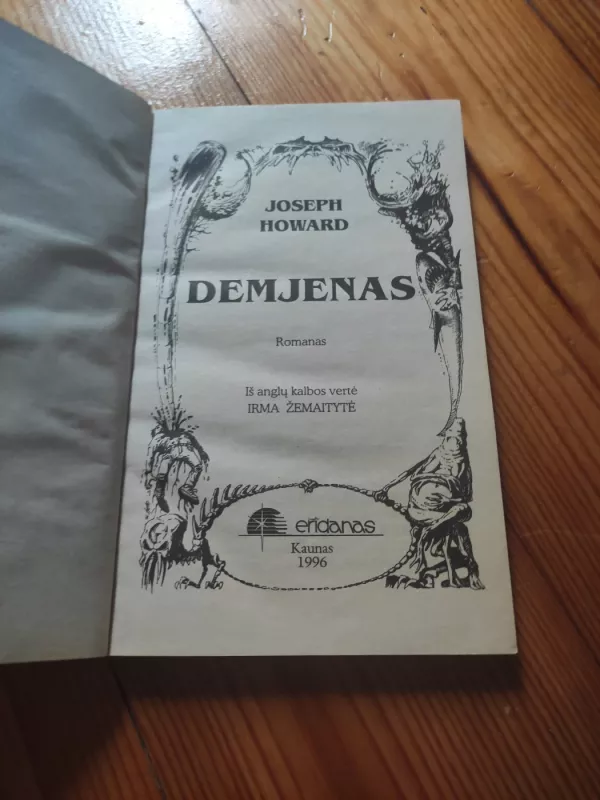 JOSEPH
HOWARD
DEMJENAS
Romanas
Iš anglų kalbos vertė
IRMA ŽEMAITYTĖ
eridanas
Kaunas
1996